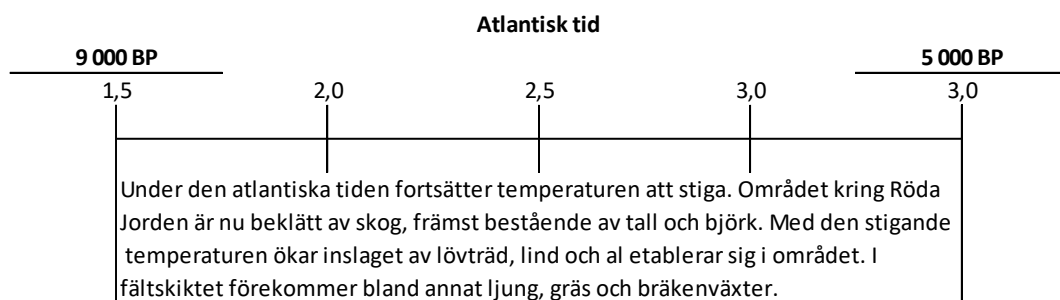 Atlantisk tid
9 000 BP 5 000 BP
1,5 2,0 2,5 3,0 3,0
Under den atlantiska tiden fortsätter temperaturen att stiga. Området kring Röda
Jorden är nu beklätt av skog, främst bestående av tall och björk. Med den stigande
temperaturen ökar inslaget av lövträd, lind och al etablerar sig i området. I
fältskiktet förekommer bland annat ljung, gräs och bräkenväxter.